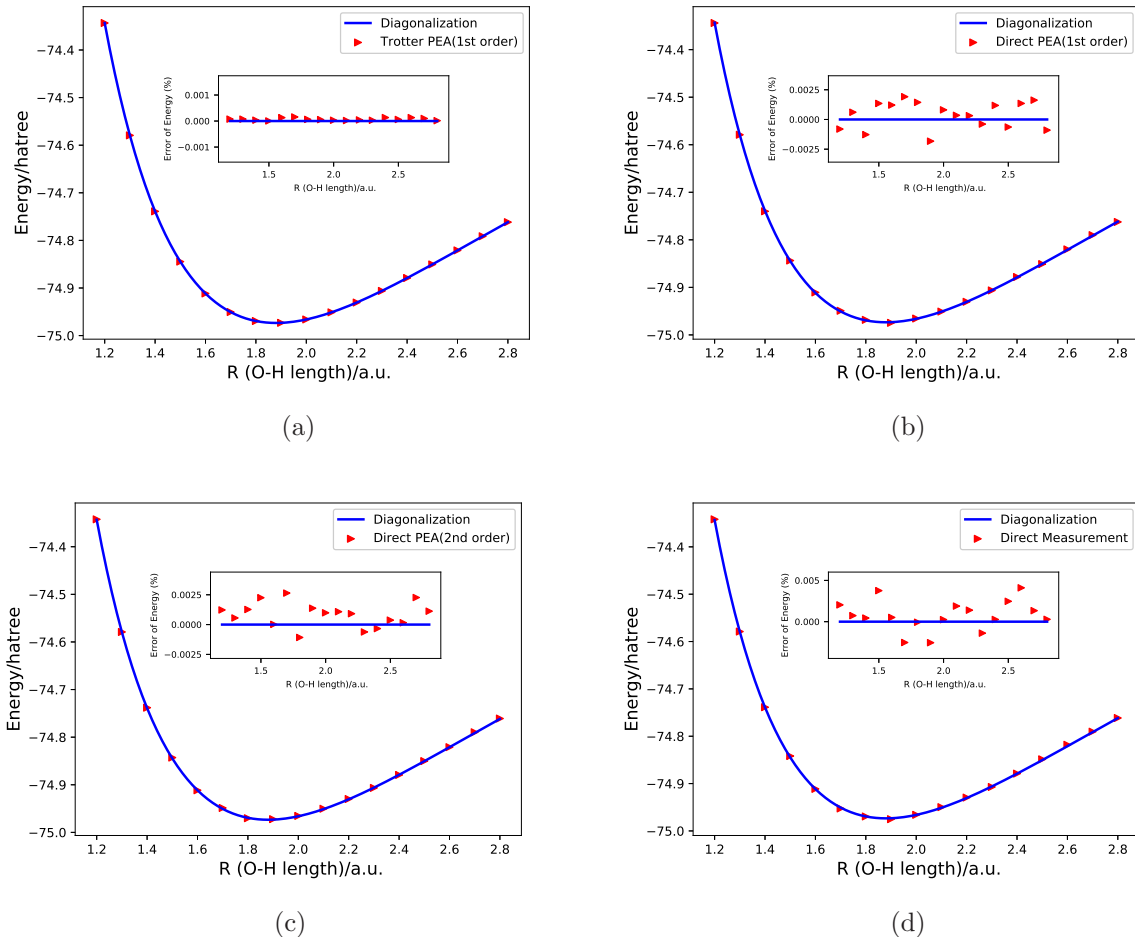 Diagonalization
Trotter PEA(1st order)
Energy/hatree
−74.4
−74.5
−74.6
−74.7
−74.8
−74.9
−75.0
Error of Energy (%)
0.001
0.000
−0.001
1.5 2.0 2.5
R (O-H length)/a.u.
1.2 1.4 1.6 1.8 2.0 2.2 2.4 2.6 2.8
R (O-H length)/a.u.
(a)
Diagonalization
Direct PEA(1st order)
Energy/hatree
−74.4
−74.5
−74.6
−74.7
−74.8
−74.9
−75.0
Error of Energy (%)
0.0025
0.0000
−0.0025
1.5 2.0 2.5
R (O-H length)/a.u.
1.2 1.4 1.6 1.8 2.0 2.2 2.4 2.6 2.8
R (O-H length)/a.u.
(b)
Diagonalization
Direct PEA(2nd order)
Energy/hatree
−74.4
−74.5
−74.6
−74.7
−74.8
−74.9
−75.0
Error of Energy (%)
0.0025
0.0000
−0.0025
1.5 2.0 2.5
R (O-H length)/a.u.
1.2 1.4 1.6 1.8 2.0 2.2 2.4 2.6 2.8
R (O-H length)/a.u.
(c)
Diagonalization
Direct Measurement
Energy/hatree
−74.4
−74.5
−74.6
−74.7
−74.8
−74.9
−75.0
Error of Energy (%)
0.005
0.000
1.5 2.0 2.5
R (O-H length)/a.u.
1.2 1.4 1.6 1.8 2.0 2.2 2.4 2.6 2.8
R (O-H length)/a.u.
(d)